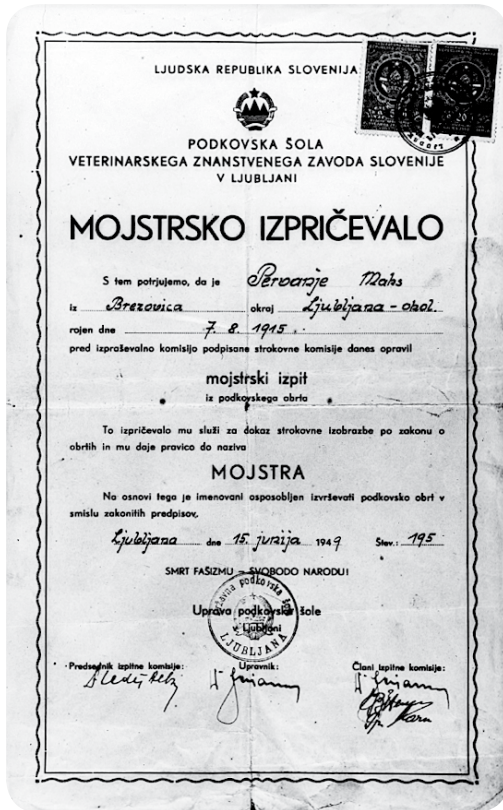 LJUDSKA REPUBLIKA SLOVENIJA
PODKOVSKA ŠOLA
VETERINARSKEGA ZNANSTVENEGA ZAVODA SLOVENIJE
V LJUBLJANI
MOJSTRSKO IZPRIČEVALO
S tem potrjujemo, da je Pervanje Maks
iz Brezovica okraj Ljubljana - okol.
rojen dne 7. 8. 1915.
pred izpraševalno komisijo podpisane strokovne komisije danes opravil
mojstrski izpit
iz podkovskega obrta
To izpričevalo mu služi za dokaz strokovne izobrazbe po zakonu o
obrtih in mu daje pravico do naziva
MOJSTRA
Na osnovi tega je imenovani osposobljen izvrševati podkovsko obrt v
smislu zakonitih predpisov.
Ljubljana dne 15. junija 1949 Štev.: 195
SMRT FAŠIZMU – SVOBODO NARODU!
Državna podkovska šola
LJUBLJANA
Uprava podkovske šole
v Ljubljani
Predsednik izpitne komisije: Upravnik: Člani izpitne komisije: